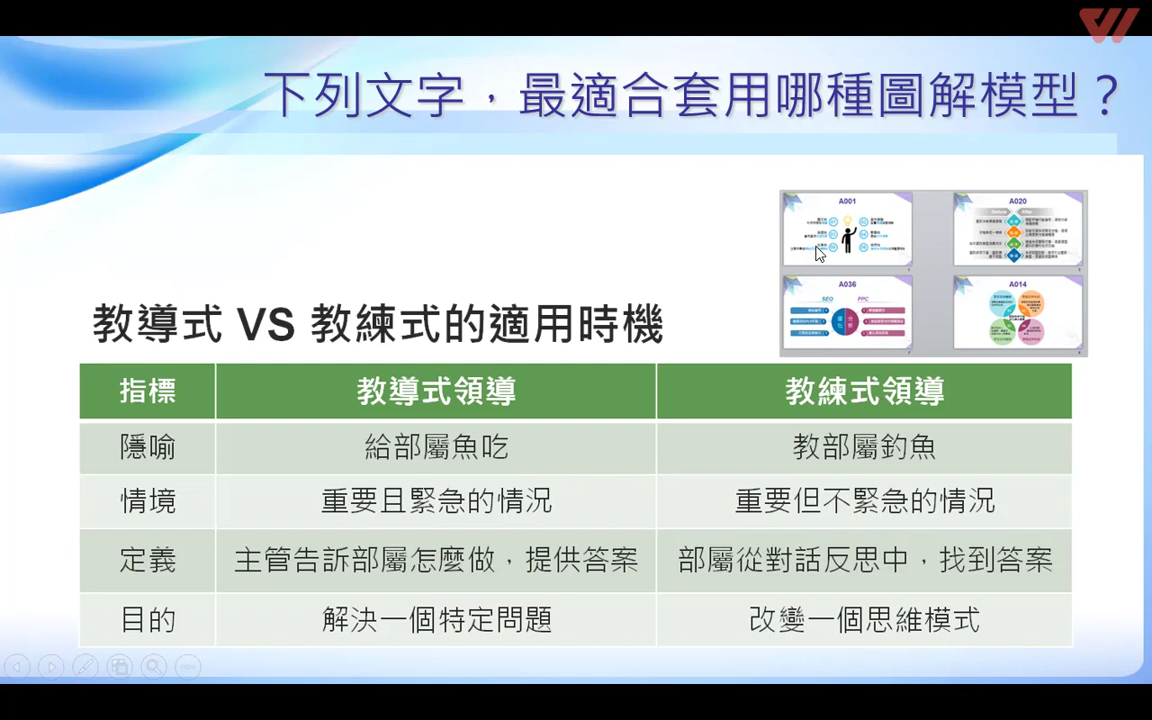 下列文字，最適合套用哪種圖解模型？
A001
A020
Before
After
A036
SEO
PPC
A014
教導式 VS 教練式的適用時機
指標 教導式領導 教練式領導
隱喻 給部屬魚吃 教部屬釣魚
情境 重要且緊急的情況 重要但不緊急的情況
定義 主管告訴部屬怎麼做，提供答案 部屬從對話反思中，找到答案
目的 解決一個特定問題 改變一個思維模式